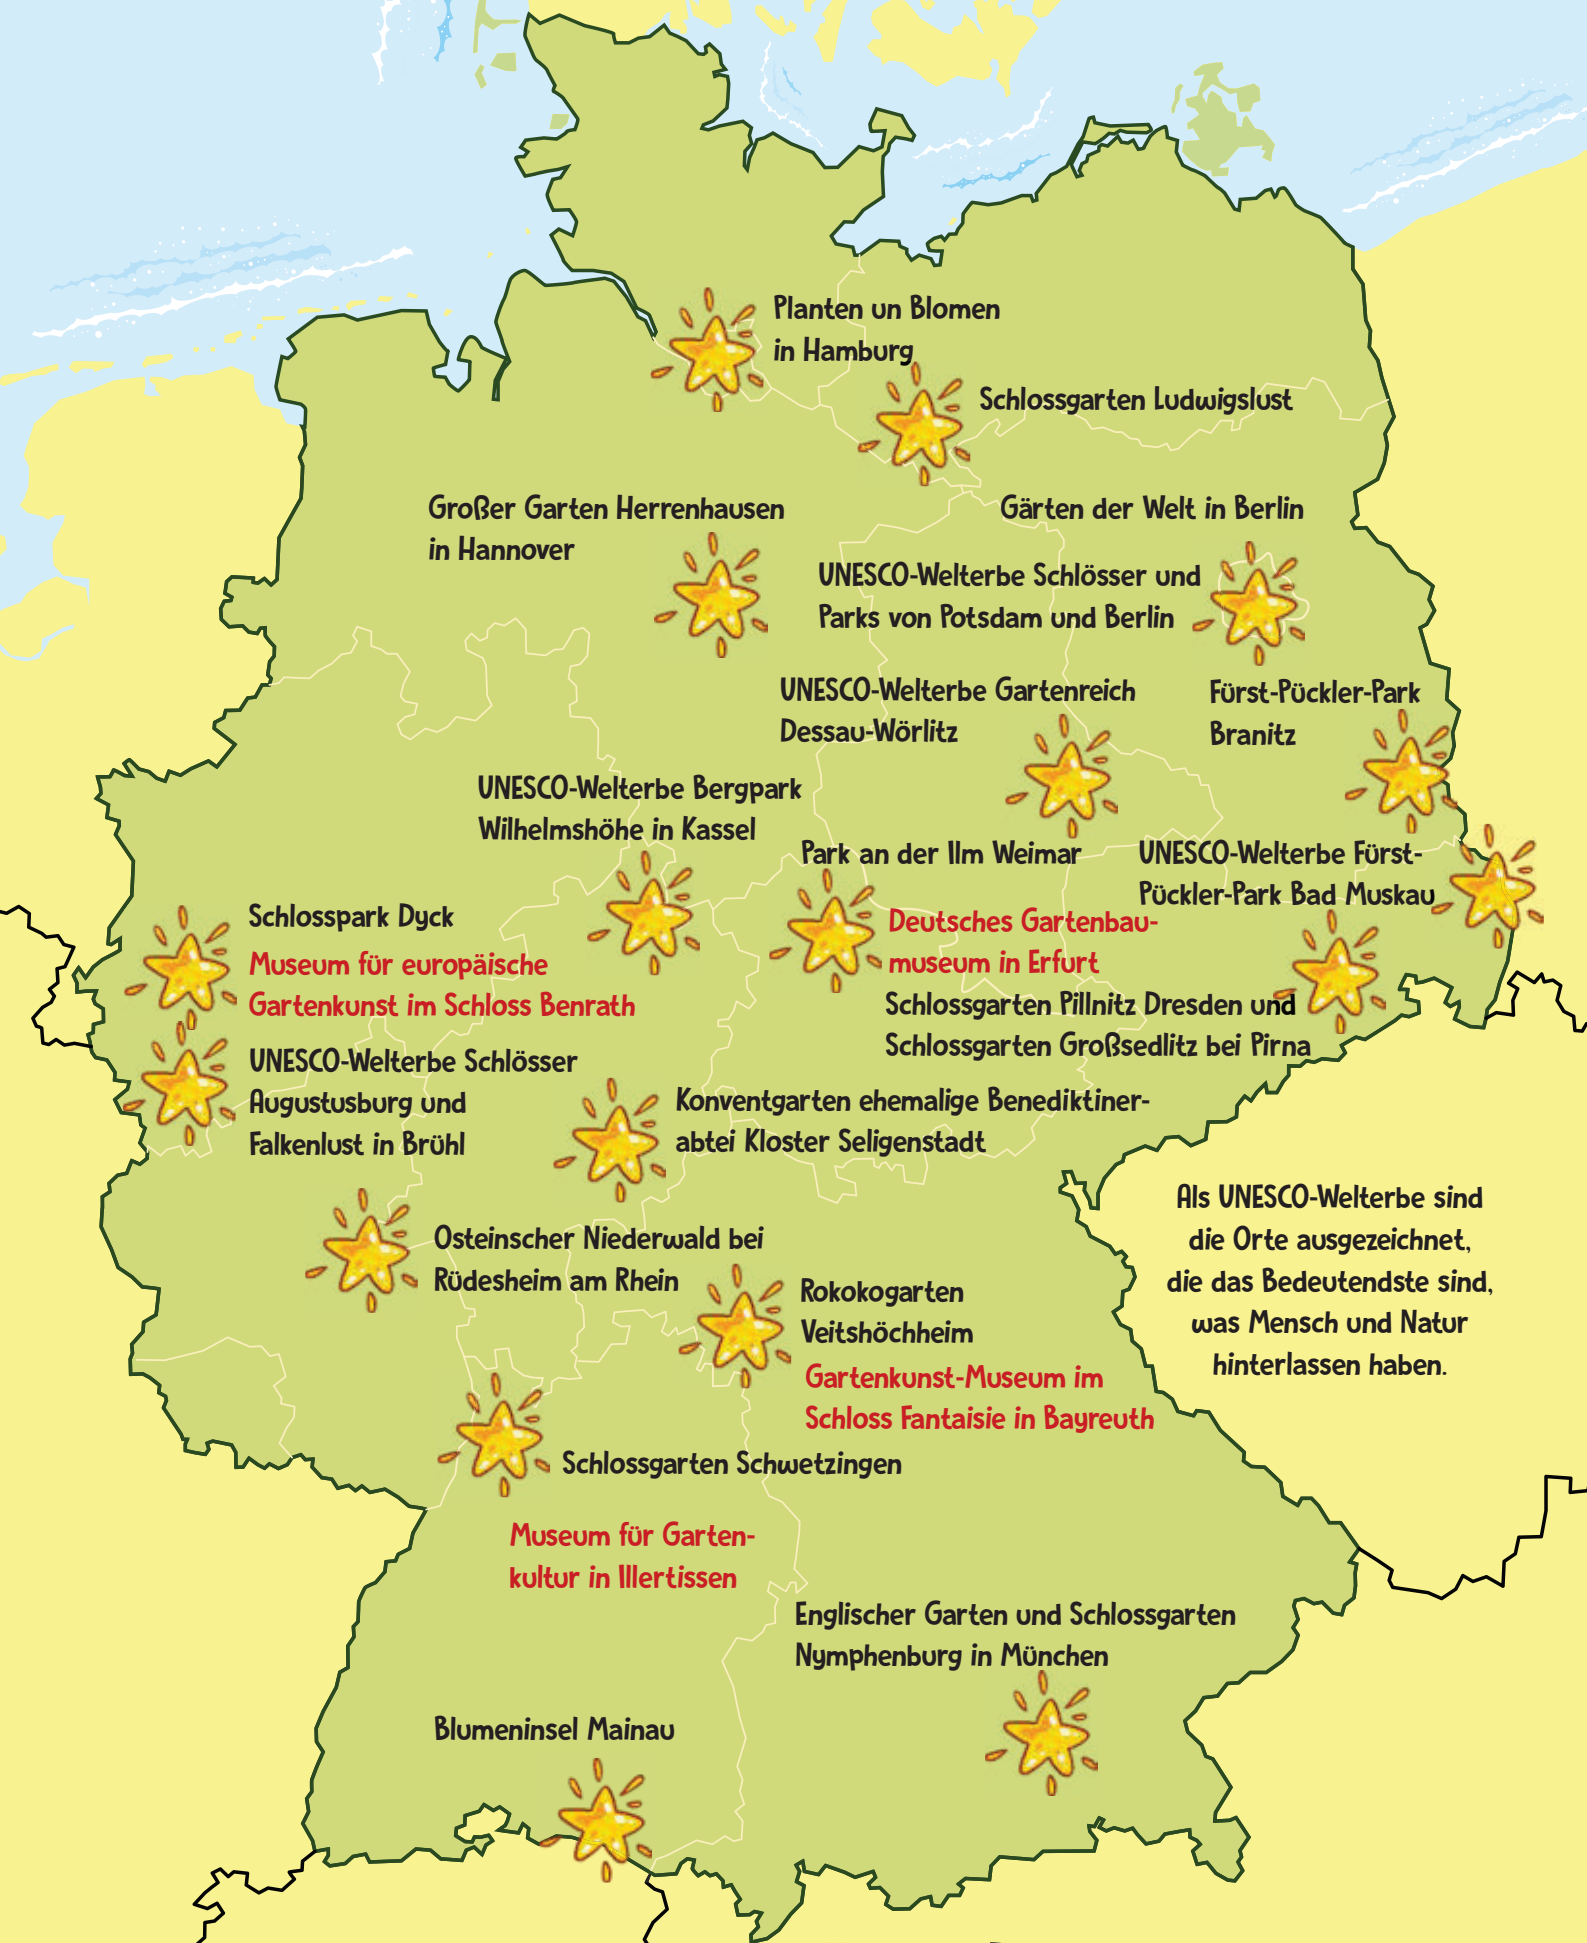 Planten un Blomen
in Hamburg
Schlossgarten Ludwigslust
Großer Garten Herrenhausen
in Hannover
Gärten der Welt in Berlin
UNESCO-Welterbe Schlösser und
Parks von Potsdam und Berlin
UNESCO-Welterbe Gartenreich
Dessau-Wörlitz
Fürst-Pückler-Park
Branitz
UNESCO-Welterbe Bergpark
Wilhelmshöhe in Kassel
Park an der Ilm Weimar
UNESCO-Welterbe Fürst-
Pückler-Park Bad Muskau
Schlosspark Dyck
Museum für europäische
Gartenkunst im Schloss Benrath
Deutsches Gartenbau-
museum in Erfurt
Schlossgarten Pillnitz Dresden und
Schlossgarten Großsedlitz bei Pirna
UNESCO-Welterbe Schlösser
Augustusburg und
Falkenlust in Brühl
Konventgarten ehemalige Benediktiner-
abtei Kloster Seligenstadt
Als UNESCO-Welterbe sind
die Orte ausgezeichnet,
die das Bedeutendste sind,
was Mensch und Natur
hinterlassen haben.
Osteinscher Niederwald bei
Rüdesheim am Rhein
Rokokogarten
Veitshöchheim
Gartenkunst-Museum im
Schloss Fantaisie in Bayreuth
Schlossgarten Schwetzingen
Museum für Garten-
kultur in Illertissen
Englischer Garten und Schlossgarten
Nymphenburg in München
Blumeninsel Mainau